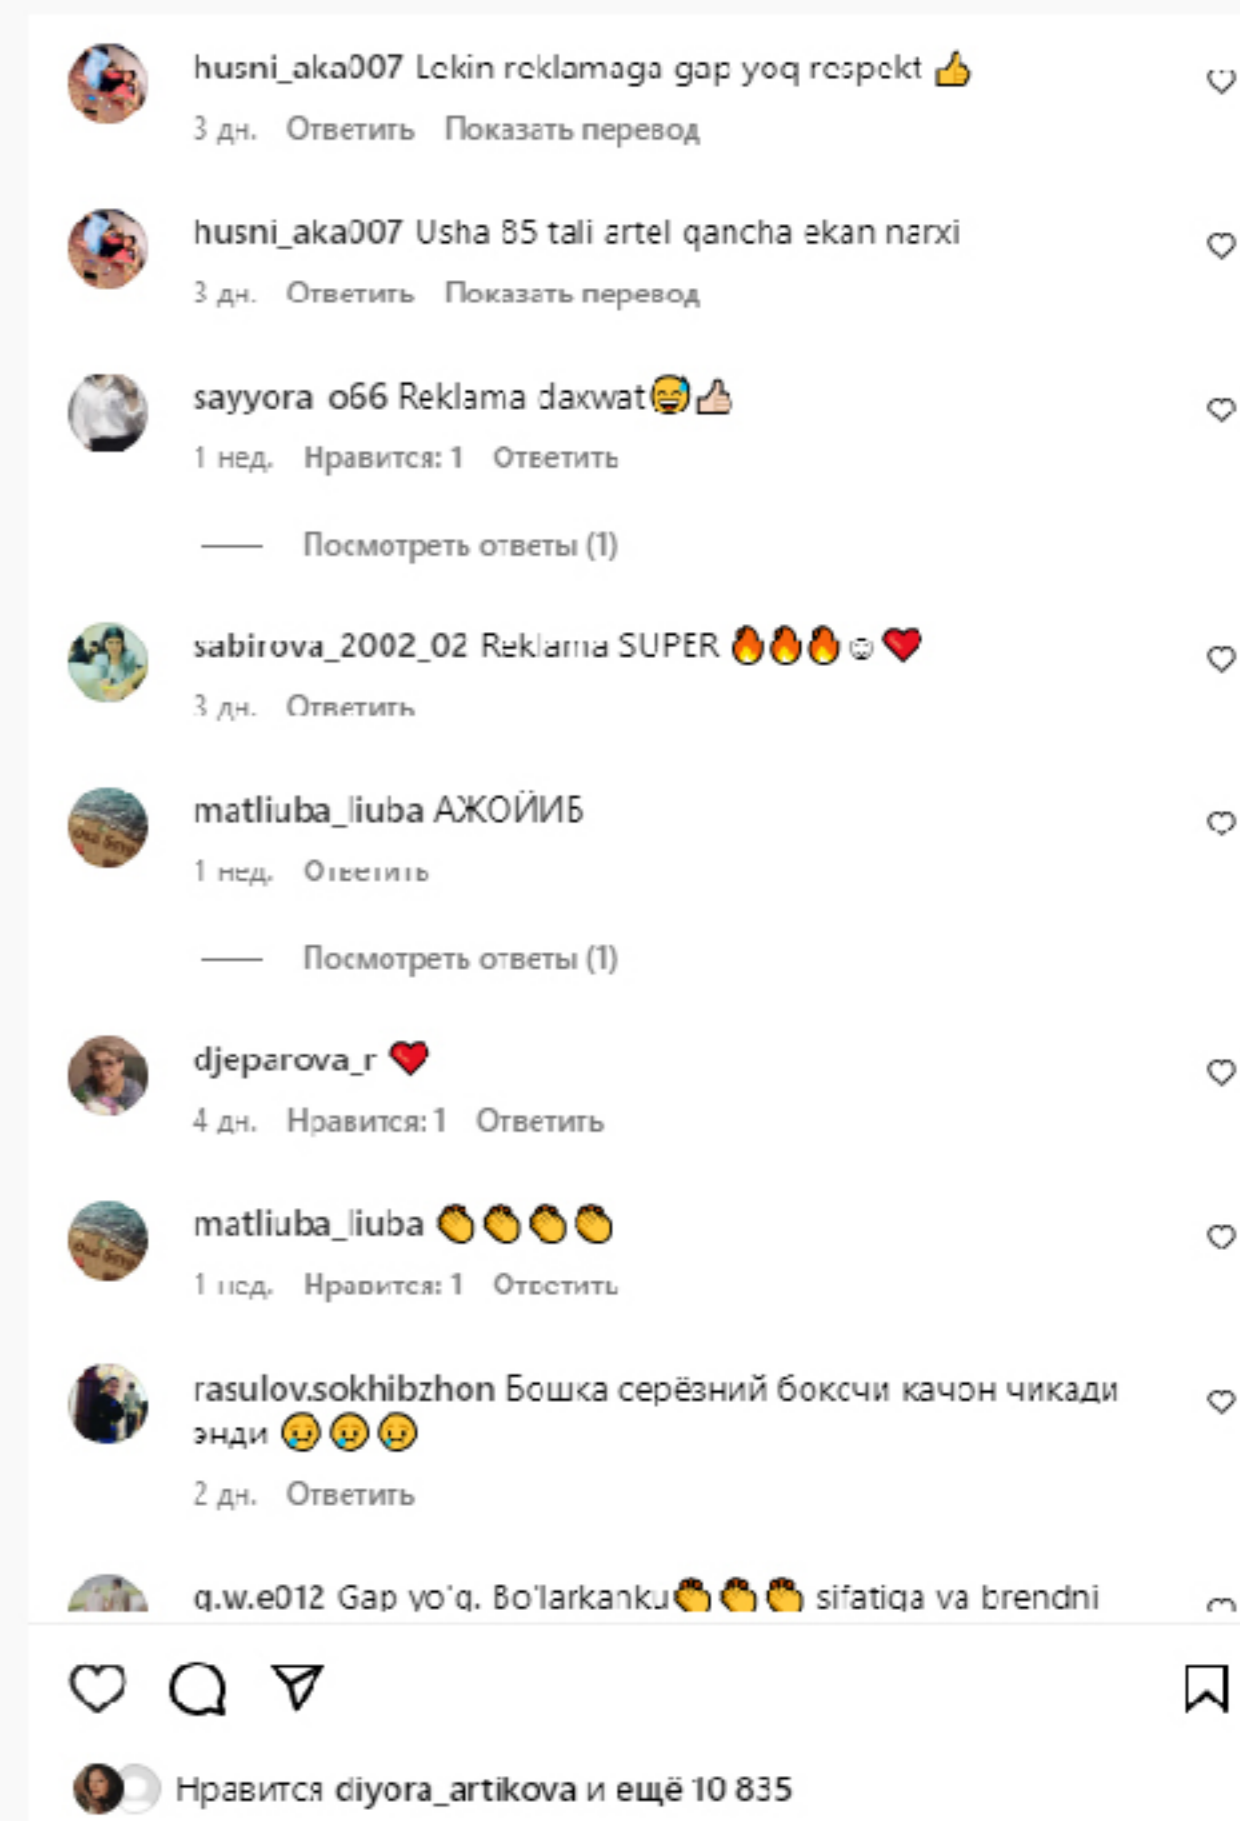 husni_aka007 Lekin reklamaga gap yoq respekt 👍
3 дн. Ответить Показать перевод
husni_aka007 Usha 85 tali artel qancha ekan narxi
3 дн. Ответить Показать перевод
sayyora_o66 Reklama daxwat😅👍🏻
1 нед. Нравится: 1 Ответить
Посмотреть ответы (1)
sabirova_2002_02 Reklama SUPER 🔥🔥🔥☺❤️
3 дн. Ответить
matliuba_liuba АЖОЙИБ
1 нед. Ответить
Посмотреть ответы (1)
djeparova_r ❤️
4 дн. Нравится: 1 Ответить
matliuba_liuba 👏👏👏👏
1 нед. Нравится: 1 Ответить
rasulov.sokhibzhon Бошка серёзний боксчи качон чикади
энди 😢😢😢
2 дн. Ответить
q.w.e012 Gap yo'q. Bo'larkanku👏👏👏 sifatiga va brendni
Нравится diyora_artikova и ещё 10 835